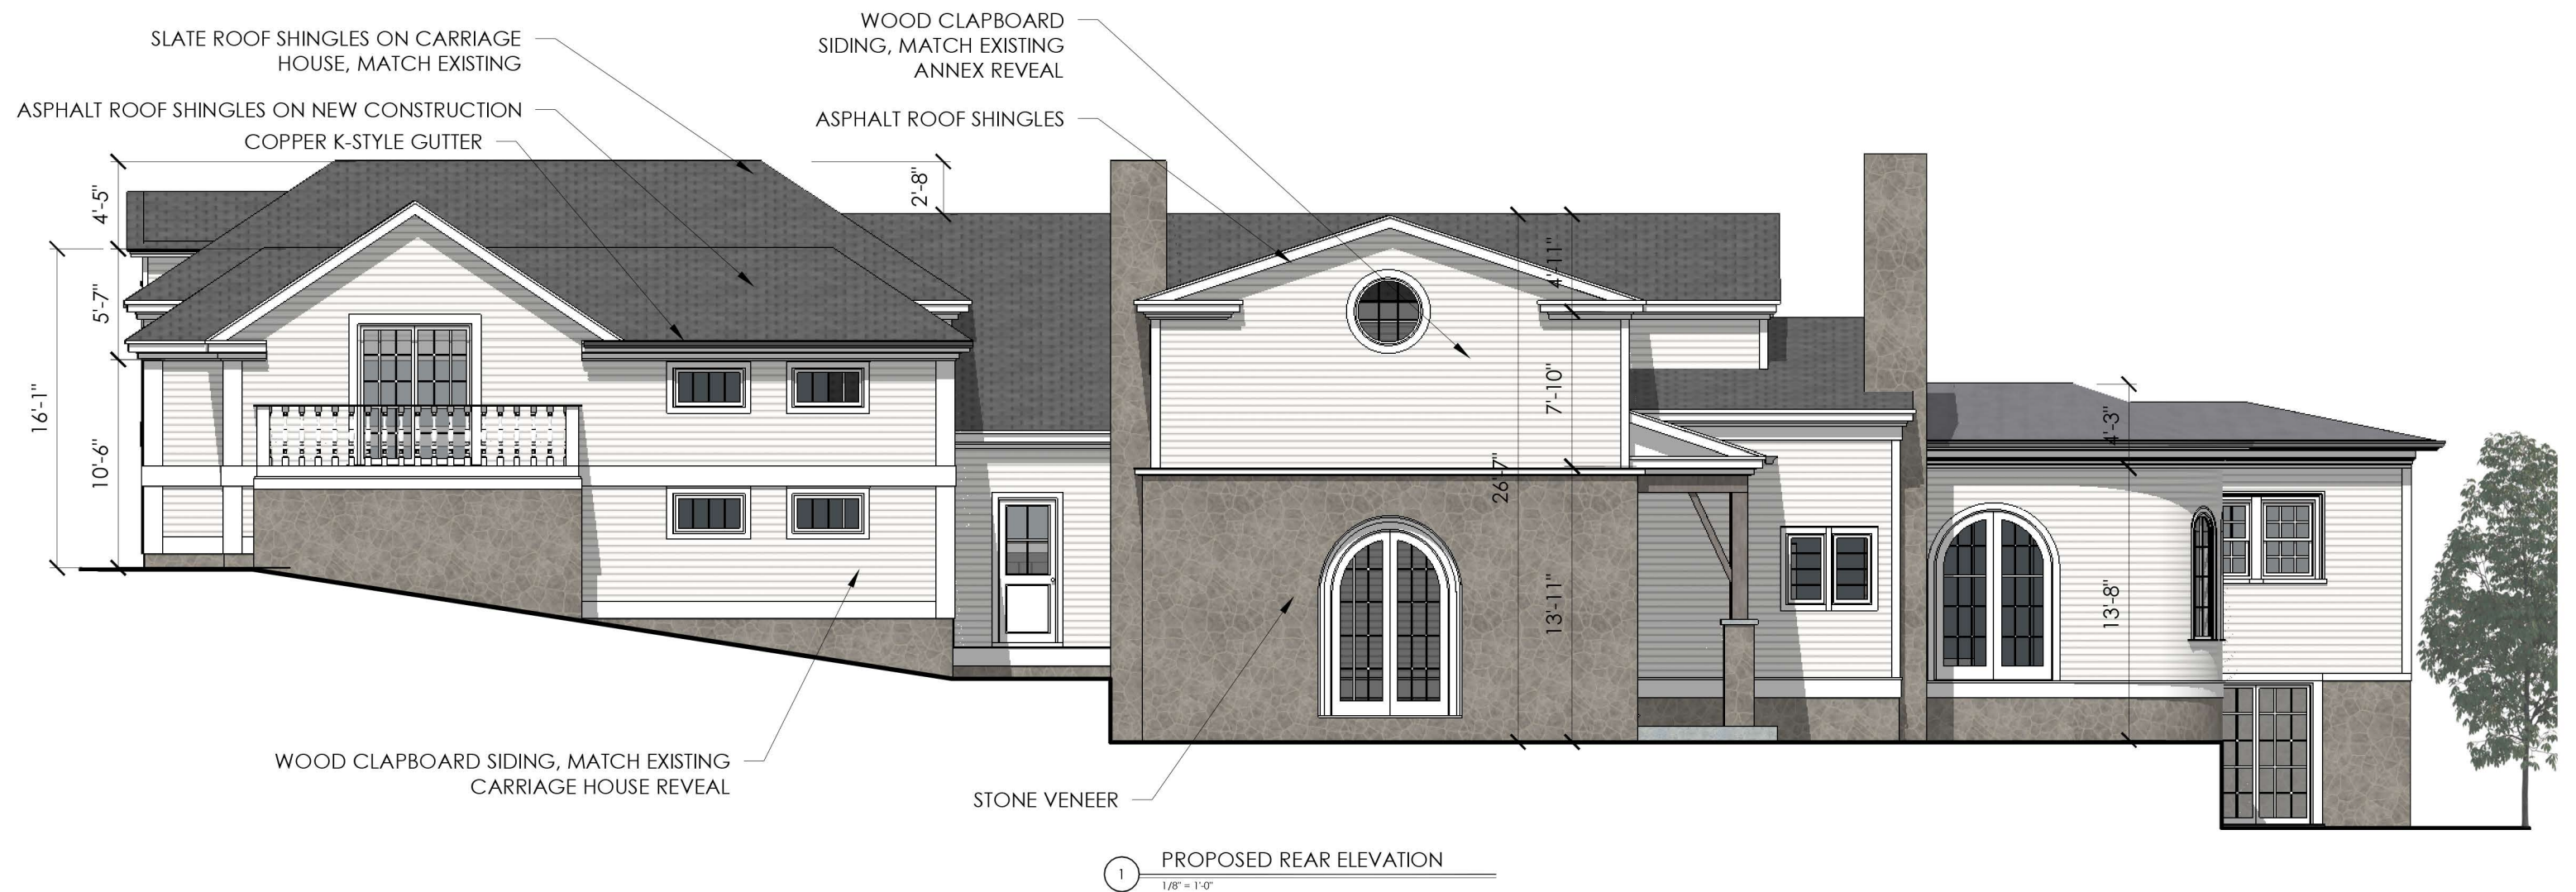 WOOD CLAPBOARD
SIDING, MATCH EXISTING
ANNEX REVEAL
SLATE ROOF SHINGLES ON CARRIAGE
HOUSE, MATCH EXISTING
ASPHALT ROOF SHINGLES ON NEW CONSTRUCTION
COPPER K-STYLE GUTTER
ASPHALT ROOF SHINGLES
4'-5"
5'-7"
16'-1"
10'-6"
2'-8"
4'-11"
7'-10"
26'-7"
13'-11"
4'-3"
13'-8"
WOOD CLAPBOARD SIDING, MATCH EXISTING
CARRIAGE HOUSE REVEAL
STONE VENEER
1
PROPOSED REAR ELEVATION
1/8" = 1'-0"